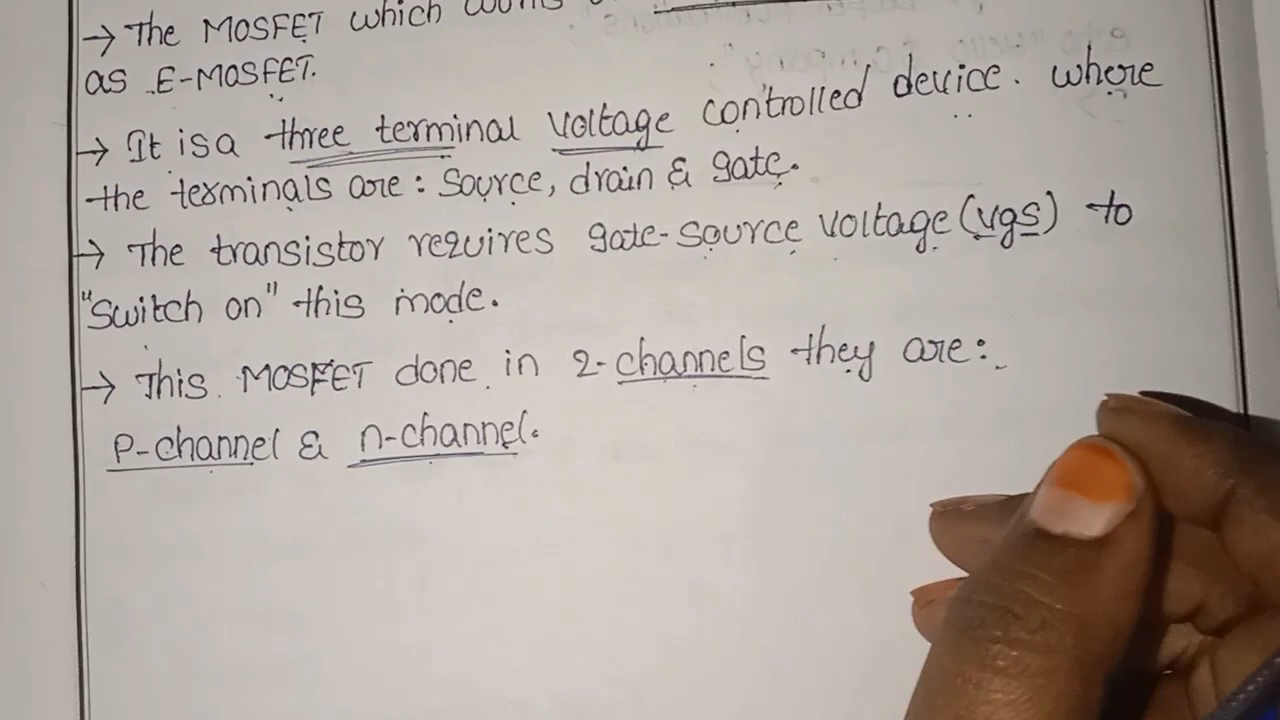 → The MOSFET which
as E-MOSFET.
→ It is a three terminal voltage controlled device. where
the terminals are: Source, drain & gate.
→ The transistor requires gate-source voltage (vgs) to
"Switch on" this mode.
→ This MOSFET done in 2-channels they are:
P-channel & n-channel.